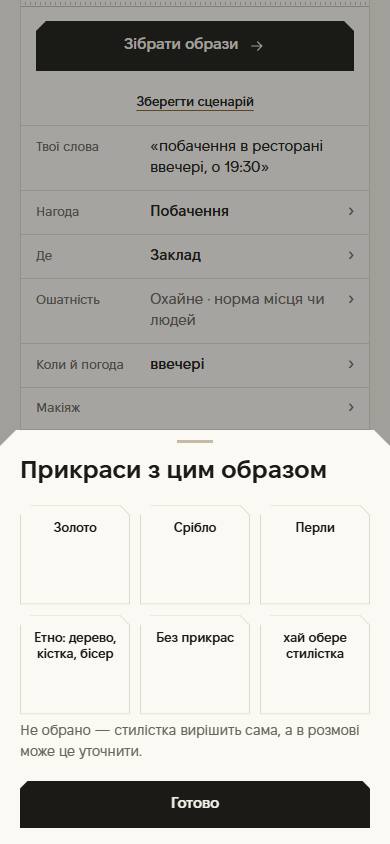 Зібрати образи →
Зберегти сценарій
Твої слова
«побачення в ресторані
ввечері, о 19:30»
Нагода
Побачення
Де
Заклад
Ошатність
Охайне · норма місця чи
людей
Коли й погода
ввечері
Макіяж
Прикраси з цим образом
Золото
Срібло
Перли
Етно: дерево,
кістка, бісер
Без прикрас
хай обере
стилістка
Не обрано — стилістка вирішить сама, а в розмові
може це уточнити.
Готово